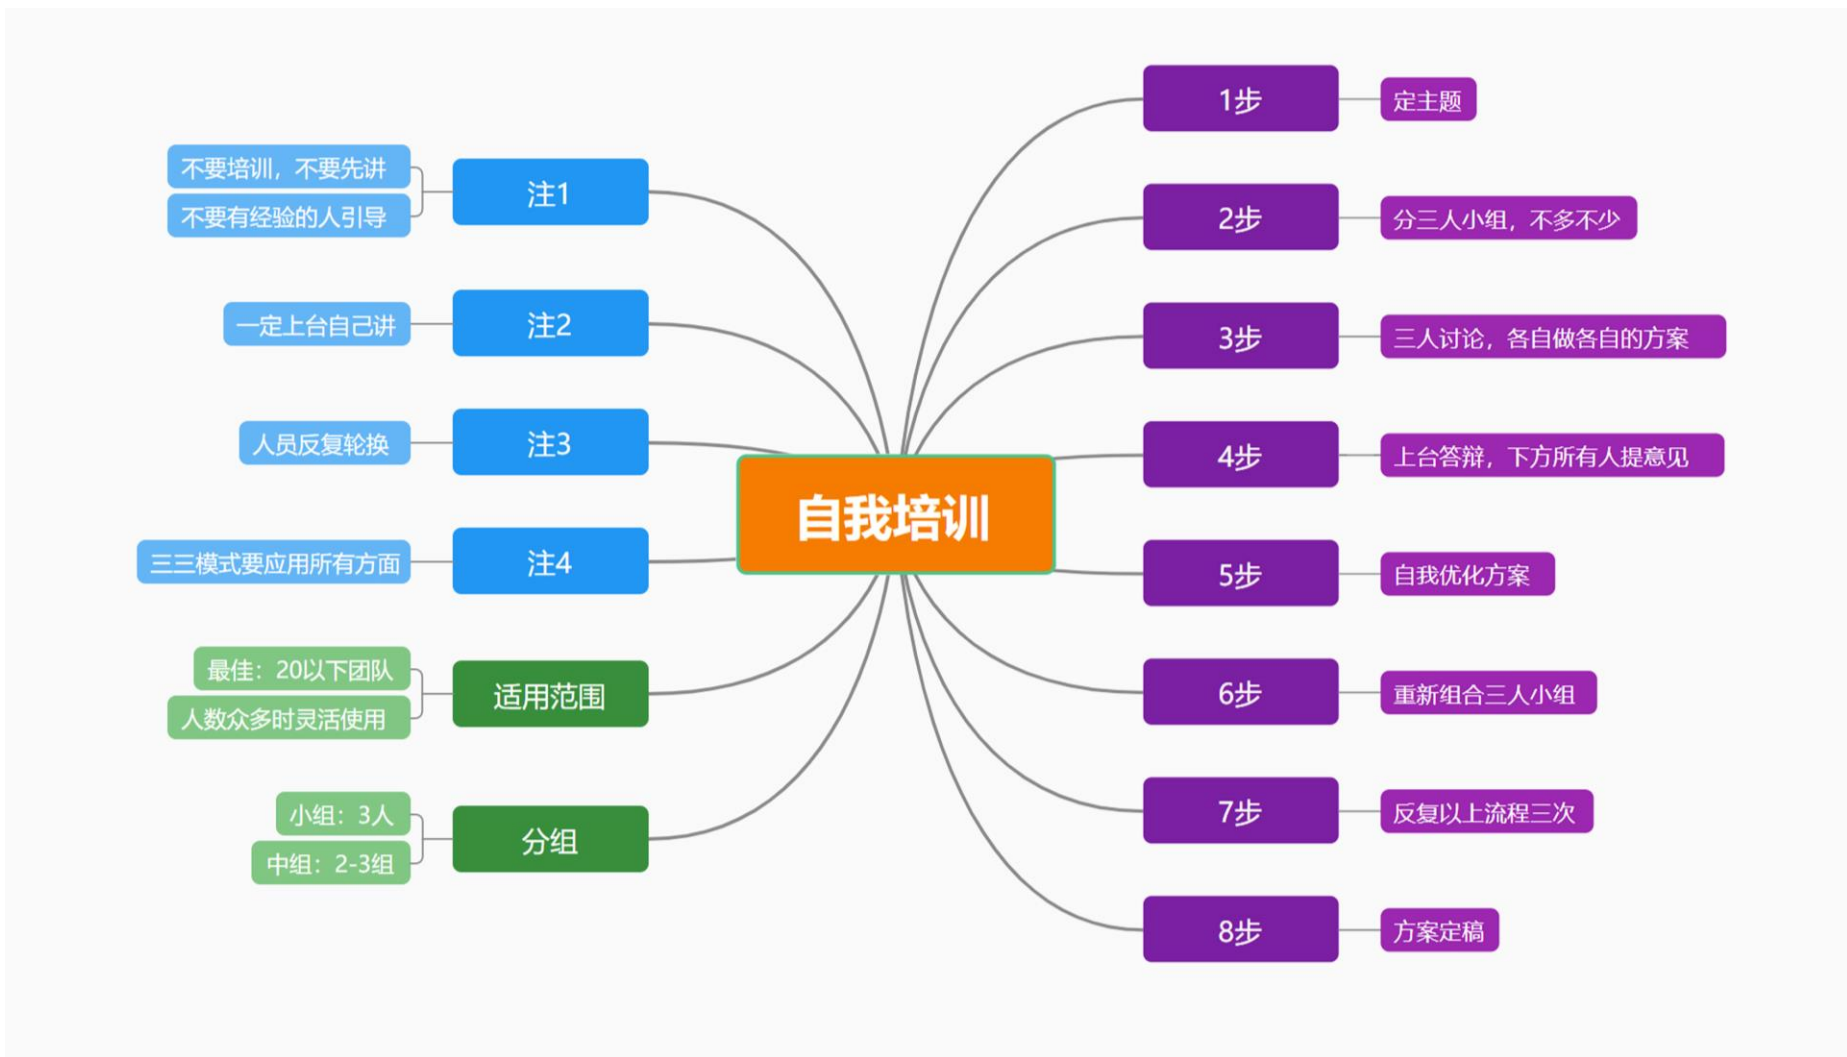 自我培训
1步
定主题
2步
分三人小组，不多不少
3步
三人讨论，各自做各自的方案
4步
上台答辩，下方所有人提意见
5步
自我优化方案
6步
重新组合三人小组
7步
反复以上流程三次
8步
方案定稿
注1
不要培训，不要先讲
不要有经验的人引导
注2
一定上台自己讲
注3
人员反复轮换
注4
三三模式要应用所有方面
适用范围
最佳：20以下团队
人数众多时灵活使用
分组
小组：3人
中组：2-3组